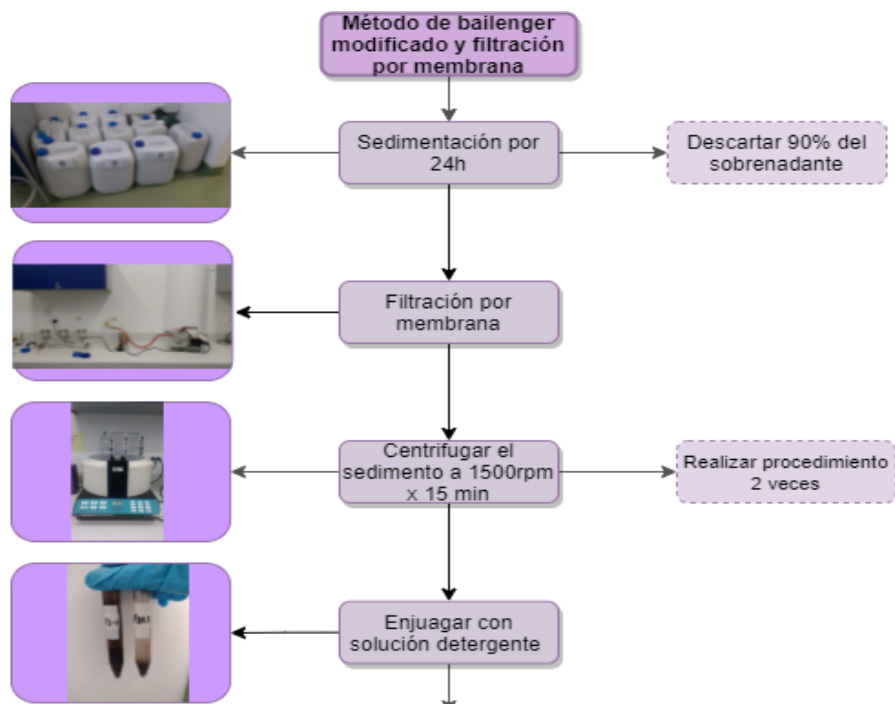 Método de bailenger
modificado y filtración
por membrana
Sedimentación por
24h
Descartar 90% del
sobrenadante
Filtración por
membrana
Centrifugar el
sedimento a 1500rpm
x 15 min
Realizar procedimiento
2 veces
Enjuagar con
solución detergente